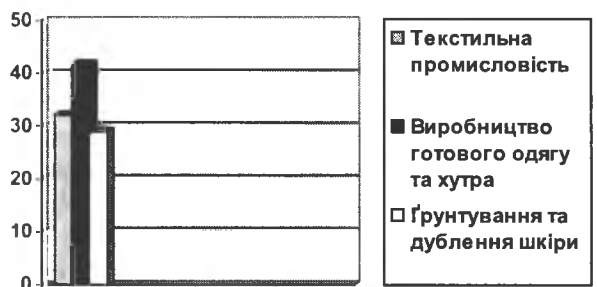 50
40
30
20
10
0
Текстильна
промисловість
Виробництво
готового одягу
та хутра
Ґрунтування та
дублення шкіри